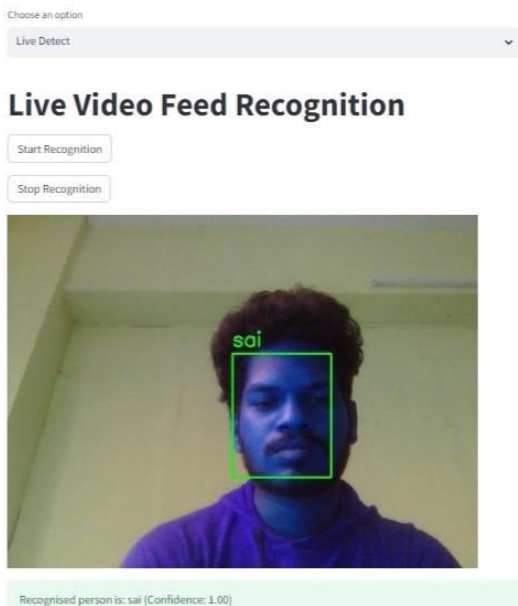 Choose an option
Live Detect
Live Video Feed Recognition
Start Recognition
Stop Recognition
sai
Recognised person is: sai (Confidence: 1.00)